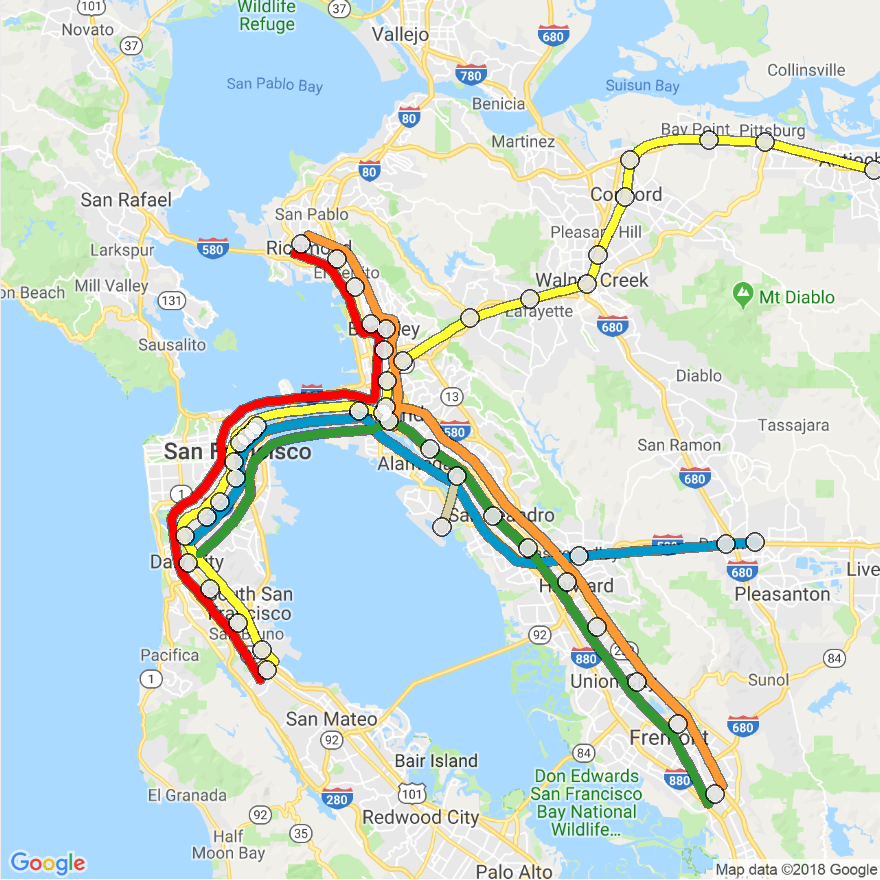 101
Novato
37
Wildlife
Refuge
37
Vallejo
680
Collinsville
San Pablo Bay
780
Suisun Bay
Benicia
80
Martinez
Bay Point
Pittsburg
80
San Rafael
Concord
San Pablo
Larkspur
580
Richmond
Pleasant Hill
Mill Valley
131
Walnut Creek
Mt Diablo
Lafayette
Sausalito
680
Diablo
13
Tassajara
San Francisco
580
San Ramon
Alameda
680
1
San Leandro
580
Daly City
Hayward
680
Live
Pleasanton
South San
Francisco
San Bruno
92
Pacifica
880
84
1
Union City
Sunol
San Mateo
92
680
Fremont
84
Bair Island
880
Don Edwards
San Francisco
Bay National
Wildlife...
El Granada
280
101
92
Redwood City
35
Half
Moon Bay
Google
Palo Alto
Map data ©2018 Google